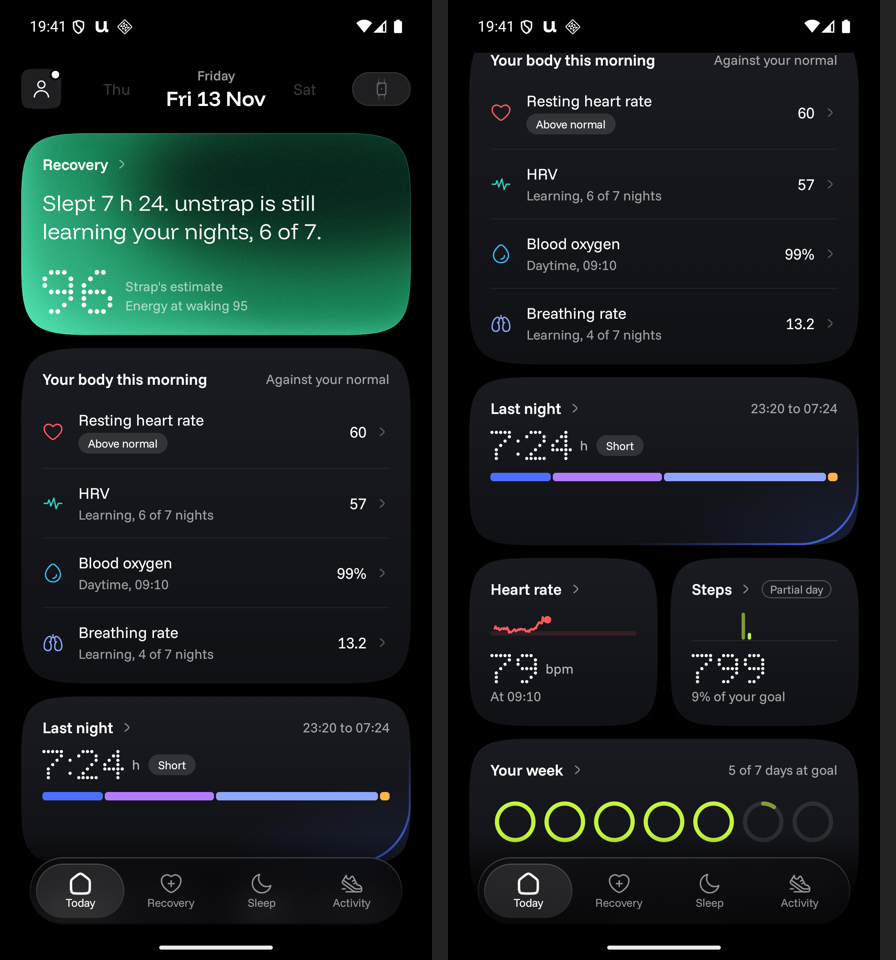 19:41
Friday
Thu
Fri 13 Nov
Sat
Recovery
Slept 7 h 24. unstrap is still
learning your nights, 6 of 7.
96
Strap's estimate
Energy at waking 95
Your body this morning
Against your normal
Resting heart rate
Above normal
60
HRV
Learning, 6 of 7 nights
57
Blood oxygen
Daytime, 09:10
99%
Breathing rate
Learning, 4 of 7 nights
13.2
Last night
23:20 to 07:24
7:24 h
Short
Today
Recovery
Sleep
Activity
19:41
Your body this morning
Against your normal
Resting heart rate
Above normal
60
HRV
Learning, 6 of 7 nights
57
Blood oxygen
Daytime, 09:10
99%
Breathing rate
Learning, 4 of 7 nights
13.2
Last night
23:20 to 07:24
7:24 h
Short
Heart rate
79 bpm
At 09:10
Steps
Partial day
799
9% of your goal
Your week
5 of 7 days at goal
Today
Recovery
Sleep
Activity